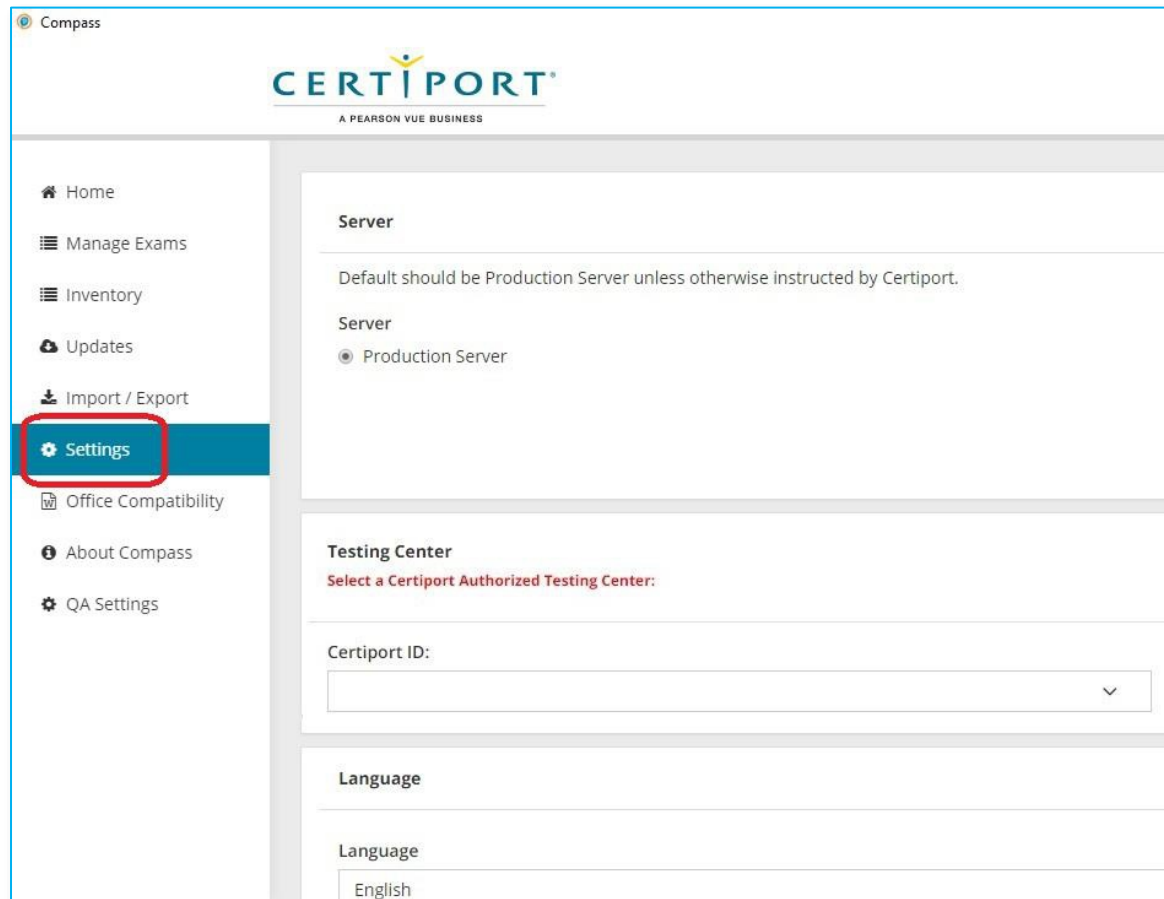 Compass
CERTIPORT
A PEARSON VUE BUSINESS
Home
Manage Exams
Inventory
Updates
Import / Export
Settings
Office Compatibility
About Compass
QA Settings
Server
Default should be Production Server unless otherwise instructed by Certiport.
Server
Production Server
Testing Center
Select a Certiport Authorized Testing Center:
Certiport ID:
Language
Language
English